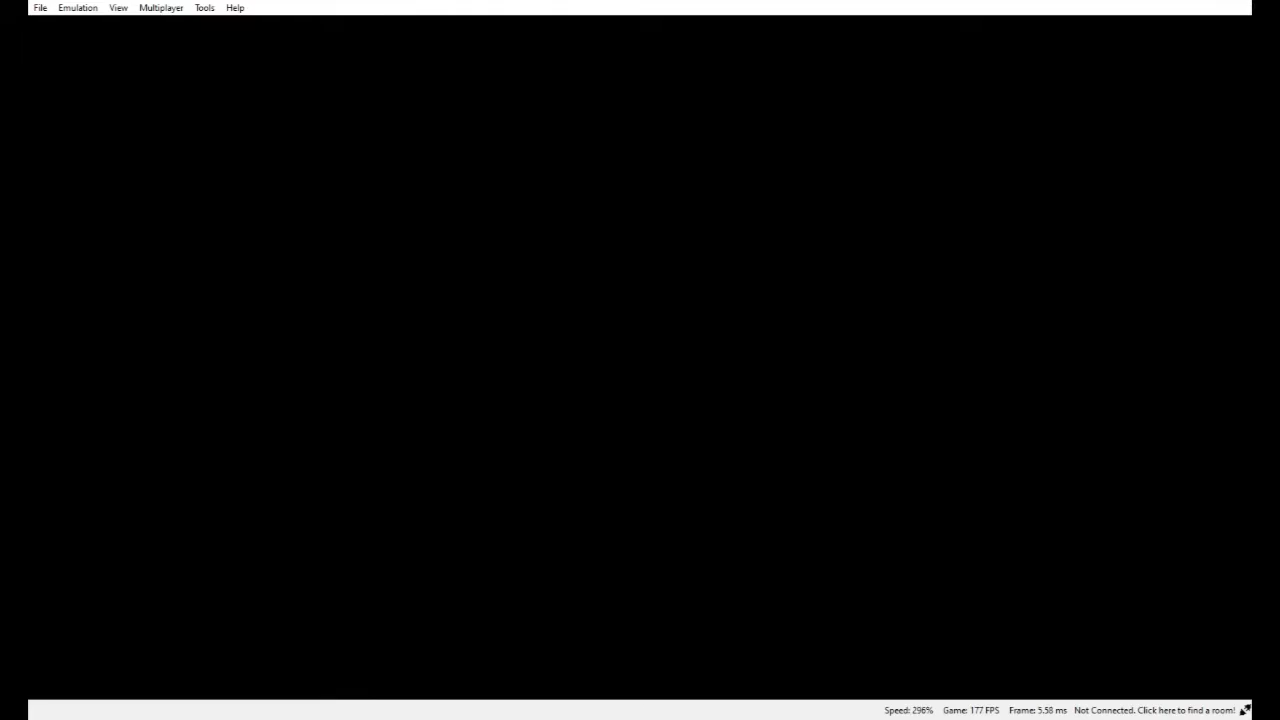 File Emulation View Multiplayer Tools Help
Speed: 296% Game: 177 FPS Frame: 5.58 ms Not Connected. Click here to find a room!